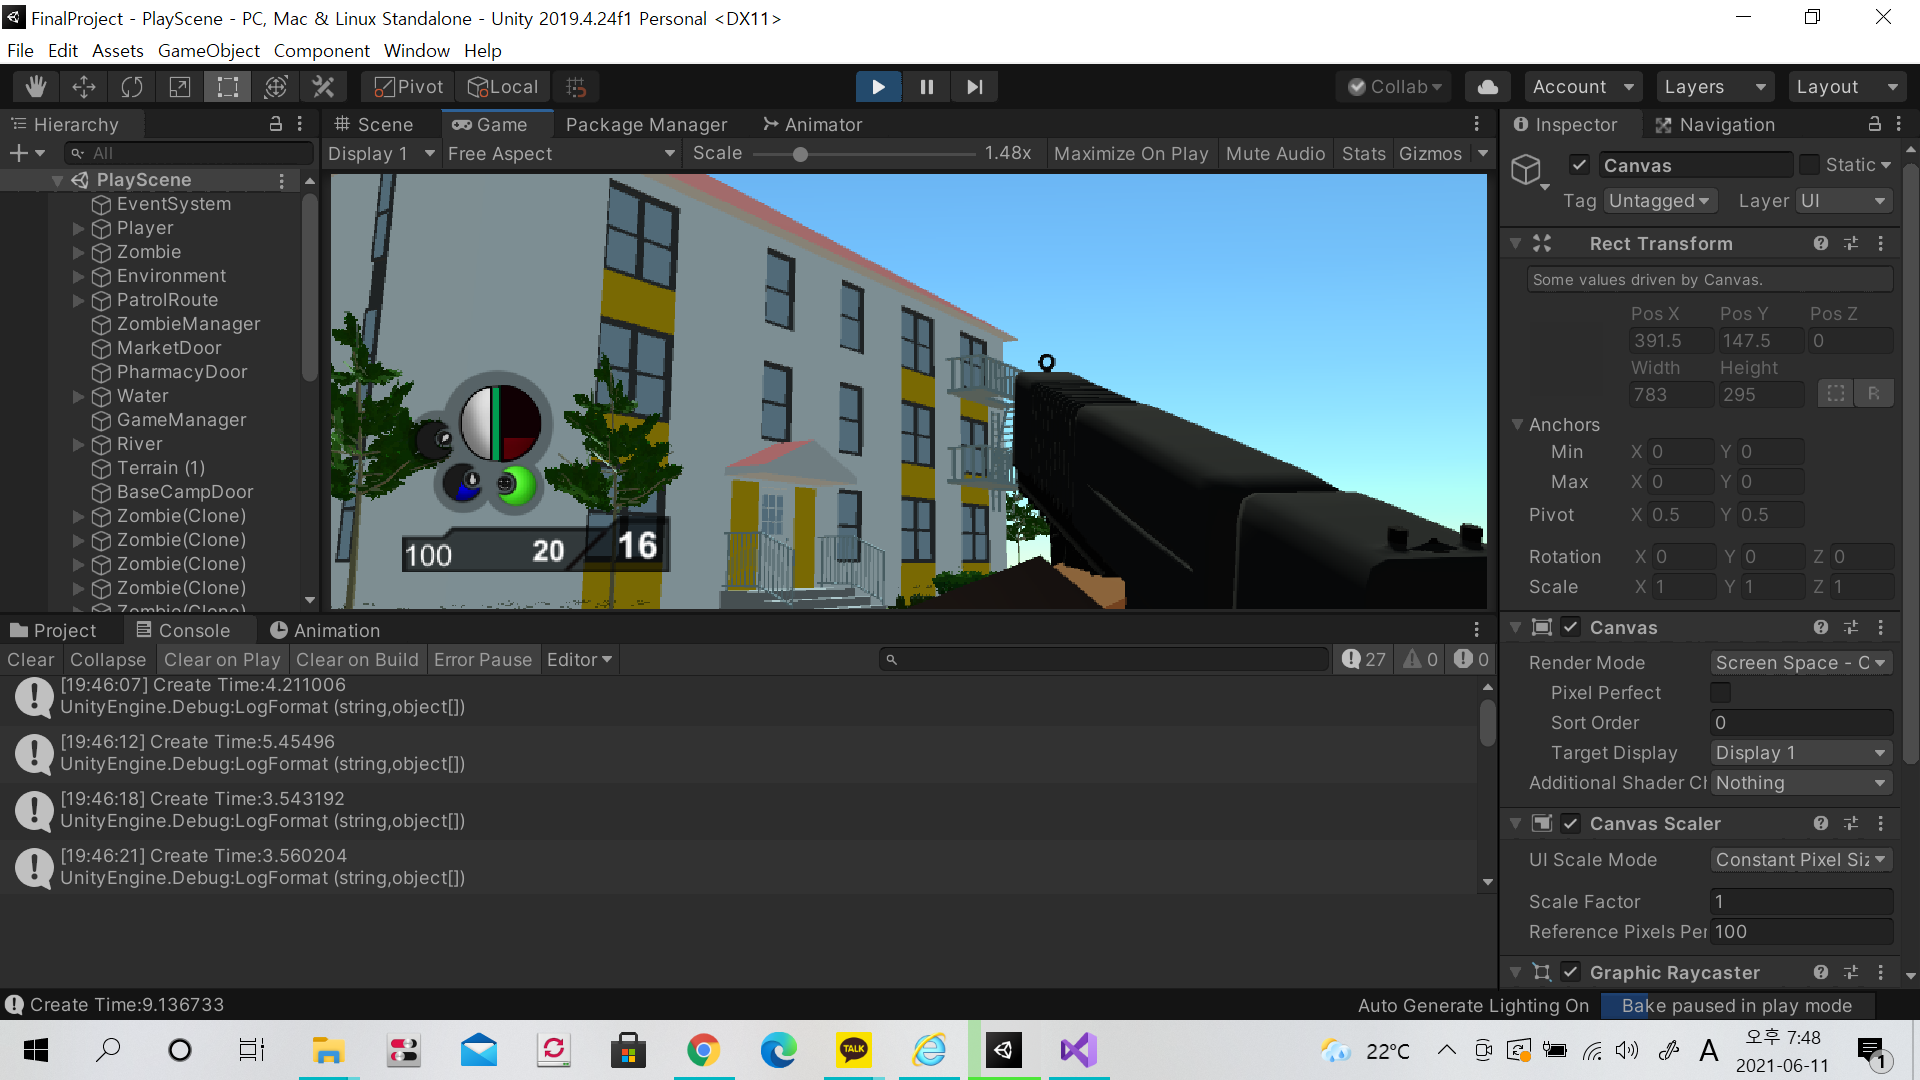 FinalProject - PlayScene - PC, Mac & Linux Standalone - Unity 2019.4.24f1 Personal <DX11>
File Edit Assets GameObject Component Window Help
Pivot Local Collab Account Layers Layout
Hierarchy
All
PlayScene
EventSystem
Player
Zombie
Environment
PatrolRoute
ZombieManager
MarketDoor
PharmacyDoor
Water
GameManager
River
Terrain (1)
BaseCampDoor
Zombie(Clone)
Zombie(Clone)
Zombie(Clone)
Zombie(Clone)
Zombie(Clone)
Scene Game Package Manager Animator
Display 1 Free Aspect Scale 1.48x Maximize On Play Mute Audio Stats Gizmos
100 20 16
Project Console Animation
Clear Collapse Clear on Play Clear on Build Error Pause Editor 27 0 0
[19:46:07] Create Time:4.211006
UnityEngine.Debug:LogFormat (string,object[])
[19:46:12] Create Time:5.45496
UnityEngine.Debug:LogFormat (string,object[])
[19:46:18] Create Time:3.543192
UnityEngine.Debug:LogFormat (string,object[])
[19:46:21] Create Time:3.560204
UnityEngine.Debug:LogFormat (string,object[])
Inspector Navigation
Canvas Static
Tag Untagged Layer UI
Rect Transform
Some values driven by Canvas.
Pos X Pos Y Pos Z
391.5 147.5 0
Width Height
783 295 R
Anchors
Min X 0 Y 0
Max X 0 Y 0
Pivot X 0.5 Y 0.5
Rotation X 0 Y 0 Z 0
Scale X 1 Y 1 Z 1
Canvas
Render Mode Screen Space - O
Pixel Perfect
Sort Order 0
Target Display Display 1
Additional Shader Cl Nothing
Canvas Scaler
UI Scale Mode Constant Pixel Siz
Scale Factor 1
Reference Pixels Per 100
Graphic Raycaster
Create Time:9.136733
Auto Generate Lighting On Bake paused in play mode
TALK
22°C A 오후 7:48
2021-06-11
1